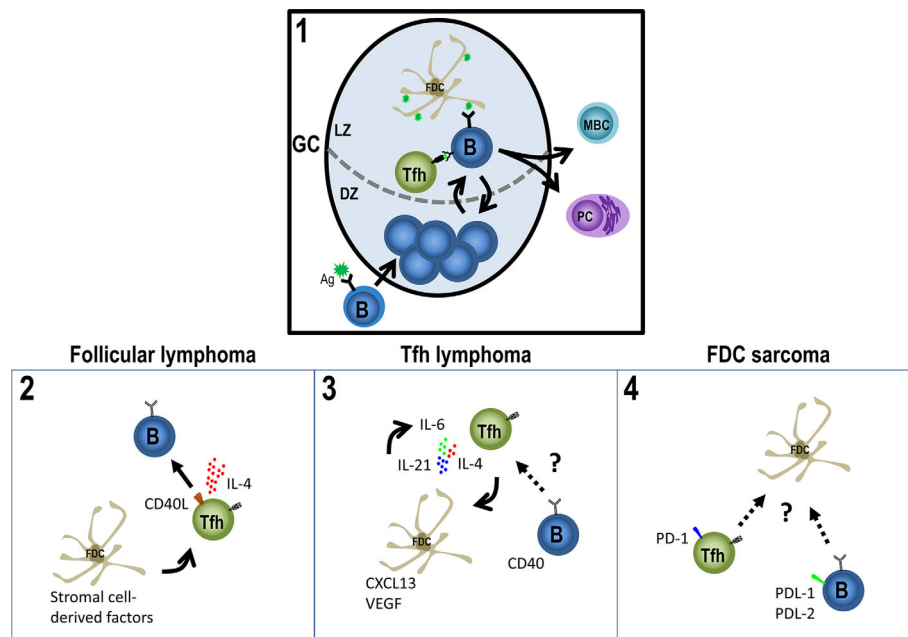 1
FDC
GC
LZ
B
Tfh
DZ
MBC
PC
Ag
B
Follicular lymphoma
Tfh lymphoma
FDC sarcoma
2
B
IL-4
CD40L
Tfh
FDC
Stromal cell-
derived factors
3
IL-6
Tfh
IL-21
IL-4
?
FDC
B
CD40
CXCL13
VEGF
4
FDC
?
PD-1
Tfh
B
PDL-1
PDL-2